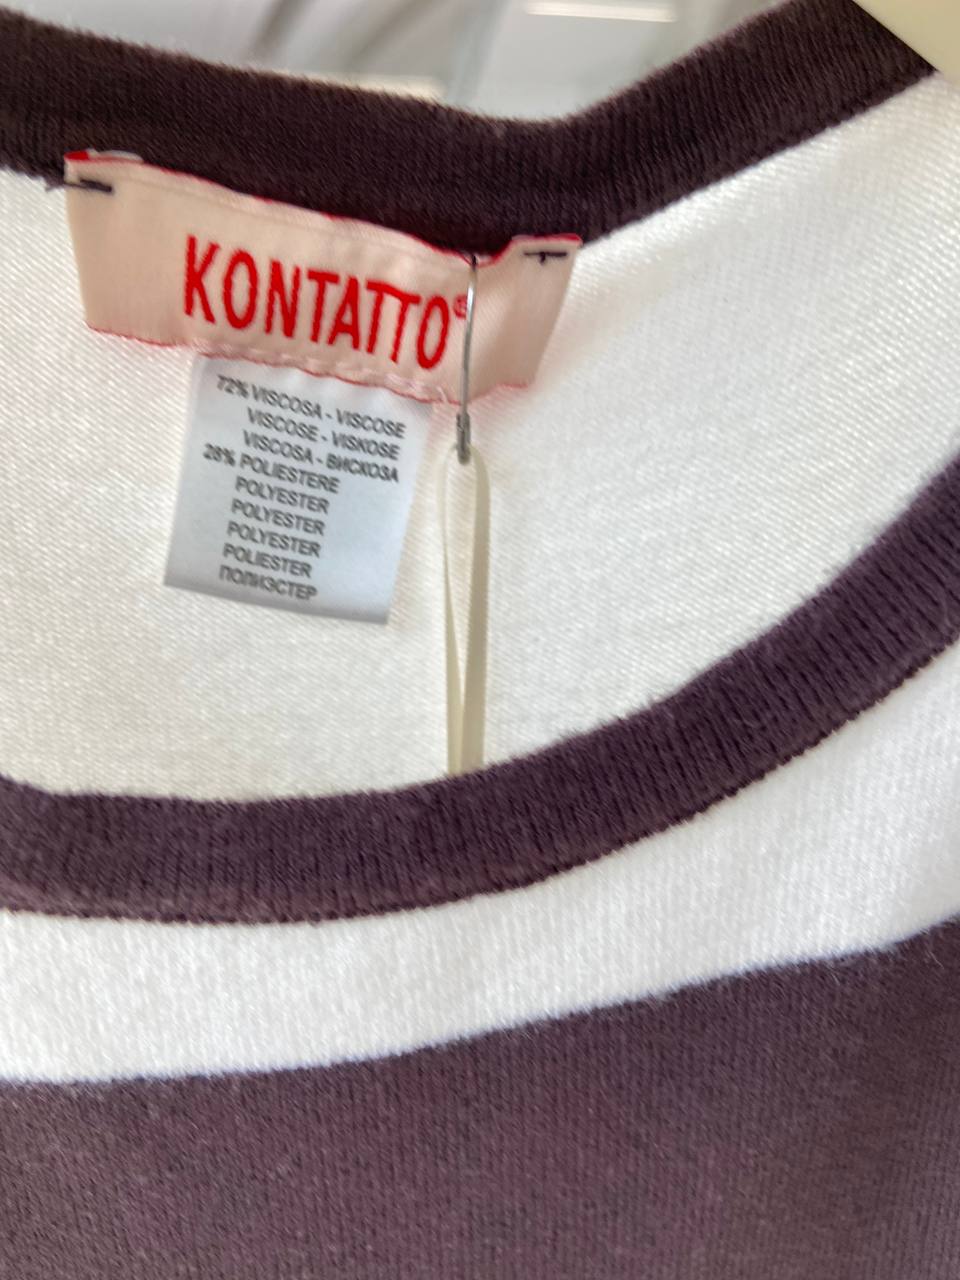 KONTATTO®
72% VISCOSA - VISCOSE
VISCOSE - VISKOSE
VISCOSA - ВИСКОЗА
28% POLIESTERE
POLYESTER
POLYESTER
POLYESTER
POLIESTER
ПОЛИЭСТЕР